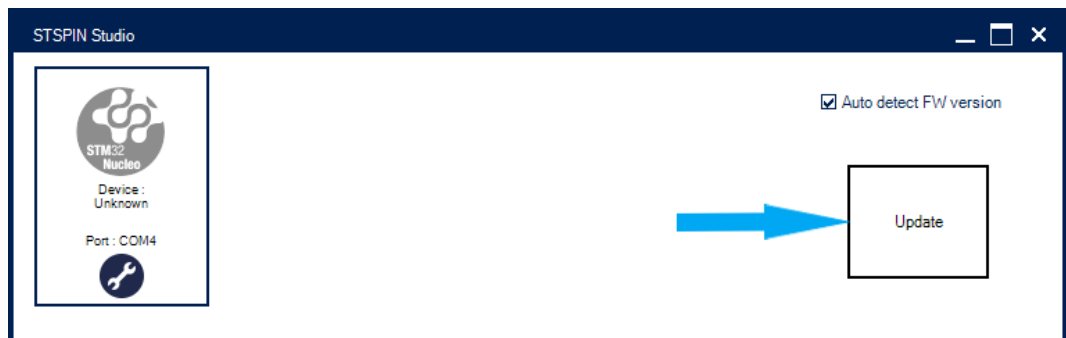 STSPIN Studio
Auto detect FW version
STM32
Nucleo
Device :
Unknown
Port : COM4
Update